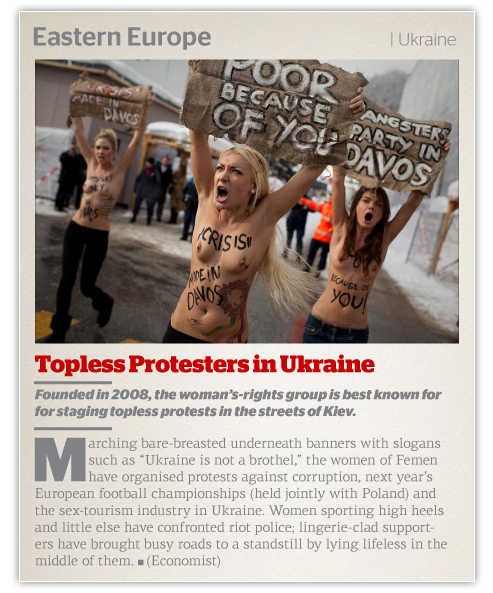 Eastern Europe
| Ukraine
CRISIS
MADE IN
DAVOS
POOR
BECAUSE
OF YOU
GANGSTERS
PARTY IN
DAVOS
CRISIS!!
MADE IN
DAVOS
BECAUSE OF
YOU!
Topless Protesters in Ukraine
Founded in 2008, the woman's-rights group is best known for
for staging topless protests in the streets of Kiev.
Marching bare-breasted underneath banners with slogans
such as “Ukraine is not a brothel,” the women of Femen
have organised protests against corruption, next year's
European football championships (held jointly with Poland) and
the sex-tourism industry in Ukraine. Women sporting high heels
and little else have confronted riot police; lingerie-clad support-
ers have brought busy roads to a standstill by lying lifeless in the
middle of them. ■ (Economist)